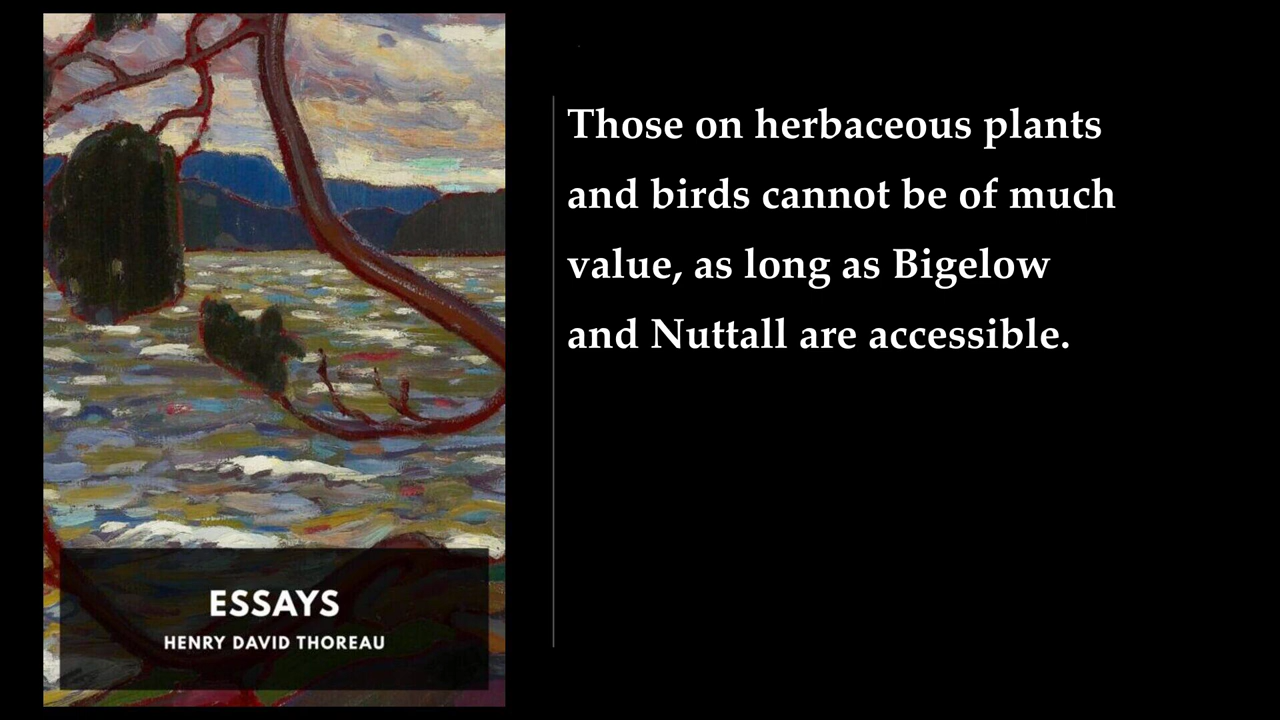 Those on herbaceous plants
and birds cannot be of much
value, as long as Bigelow
and Nuttall are accessible.
ESSAYS
HENRY DAVID THOREAU